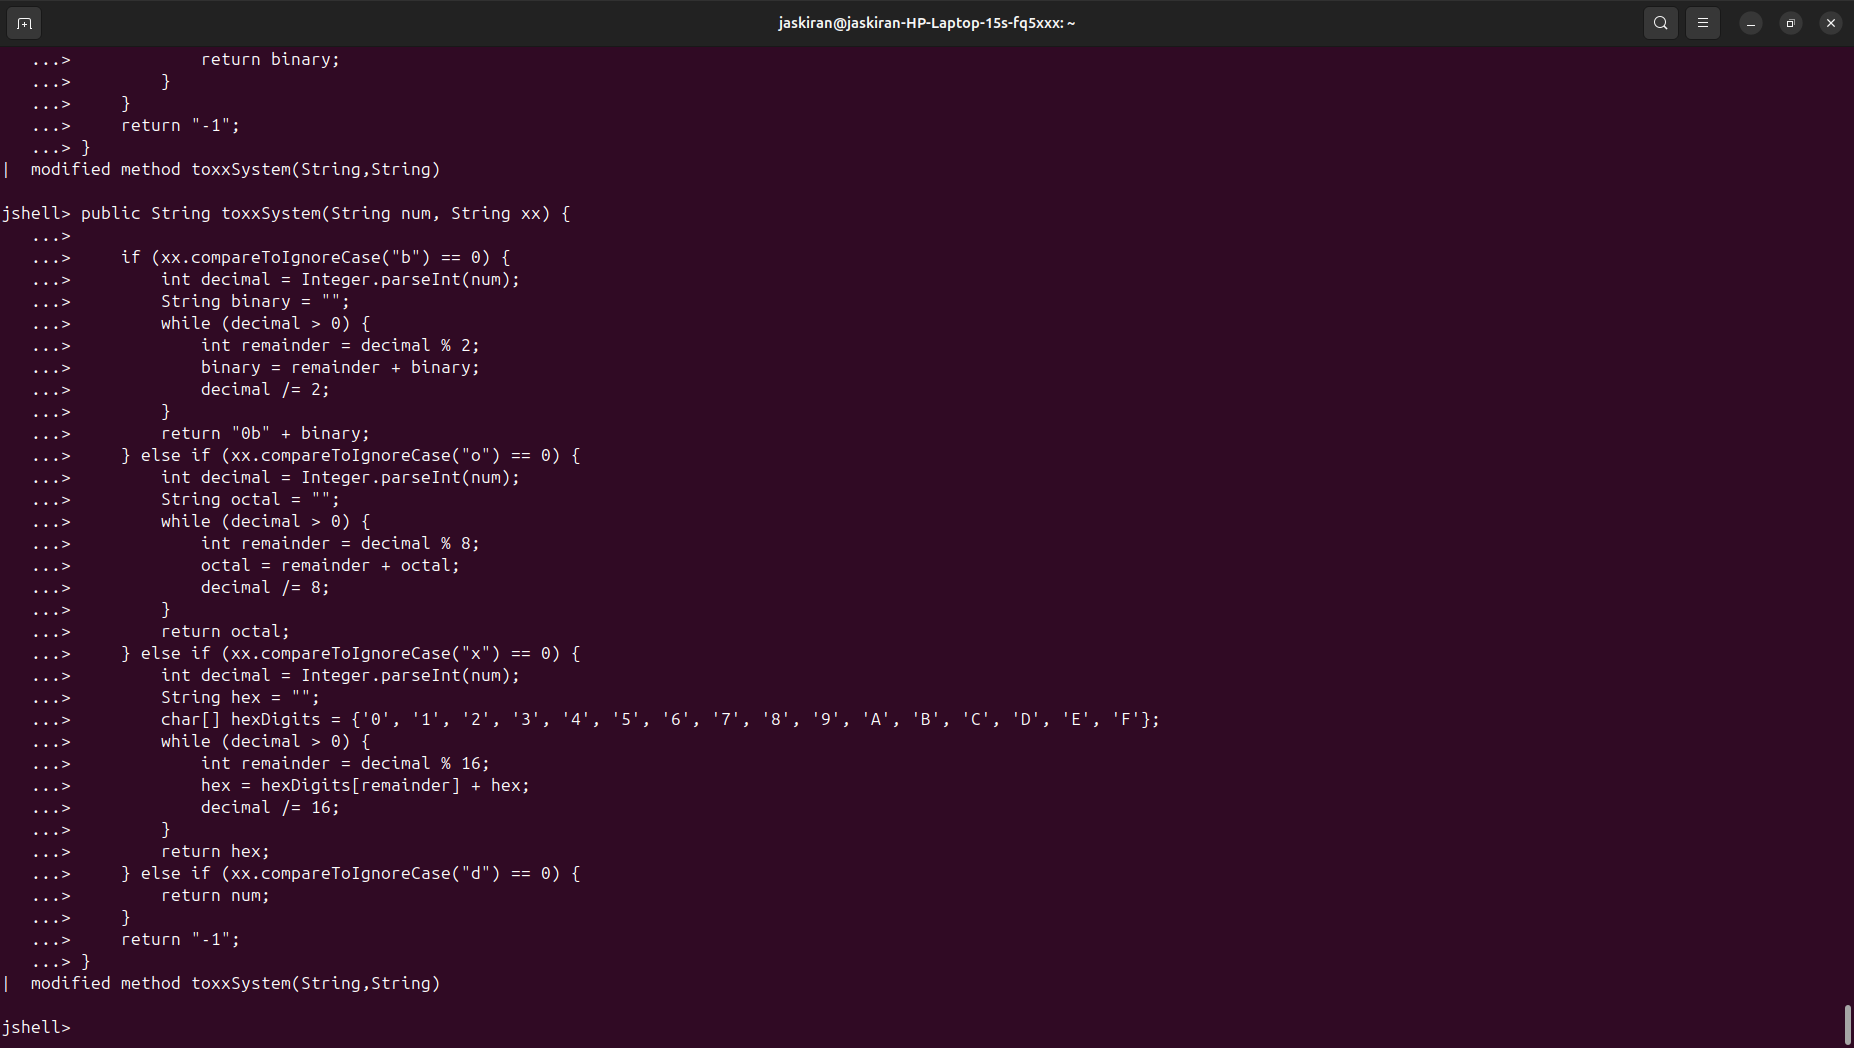 jaskiran@jaskiran-HP-Laptop-15s-fq5xxx: ~
   ...>             return binary;
   ...>         }
   ...>     }
   ...>     return "-1";
   ...> }
|  modified method toxxSystem(String,String)

jshell> public String toxxSystem(String num, String xx) {
   ...> 
   ...>     if (xx.compareToIgnoreCase("b") == 0) {
   ...>         int decimal = Integer.parseInt(num);
   ...>         String binary = "";
   ...>         while (decimal > 0) {
   ...>             int remainder = decimal % 2;
   ...>             binary = remainder + binary;
   ...>             decimal /= 2;
   ...>         }
   ...>         return "0b" + binary;
   ...>     } else if (xx.compareToIgnoreCase("o") == 0) {
   ...>         int decimal = Integer.parseInt(num);
   ...>         String octal = "";
   ...>         while (decimal > 0) {
   ...>             int remainder = decimal % 8;
   ...>             octal = remainder + octal;
   ...>             decimal /= 8;
   ...>         }
   ...>         return octal;
   ...>     } else if (xx.compareToIgnoreCase("x") == 0) {
   ...>         int decimal = Integer.parseInt(num);
   ...>         String hex = "";
   ...>         char[] hexDigits = {'0', '1', '2', '3', '4', '5', '6', '7', '8', '9', 'A', 'B', 'C', 'D', 'E', 'F'};
   ...>         while (decimal > 0) {
   ...>             int remainder = decimal % 16;
   ...>             hex = hexDigits[remainder] + hex;
   ...>             decimal /= 16;
   ...>         }
   ...>         return hex;
   ...>     } else if (xx.compareToIgnoreCase("d") == 0) {
   ...>         return num;
   ...>     }
   ...>     return "-1";
   ...> }
|  modified method toxxSystem(String,String)

jshell>